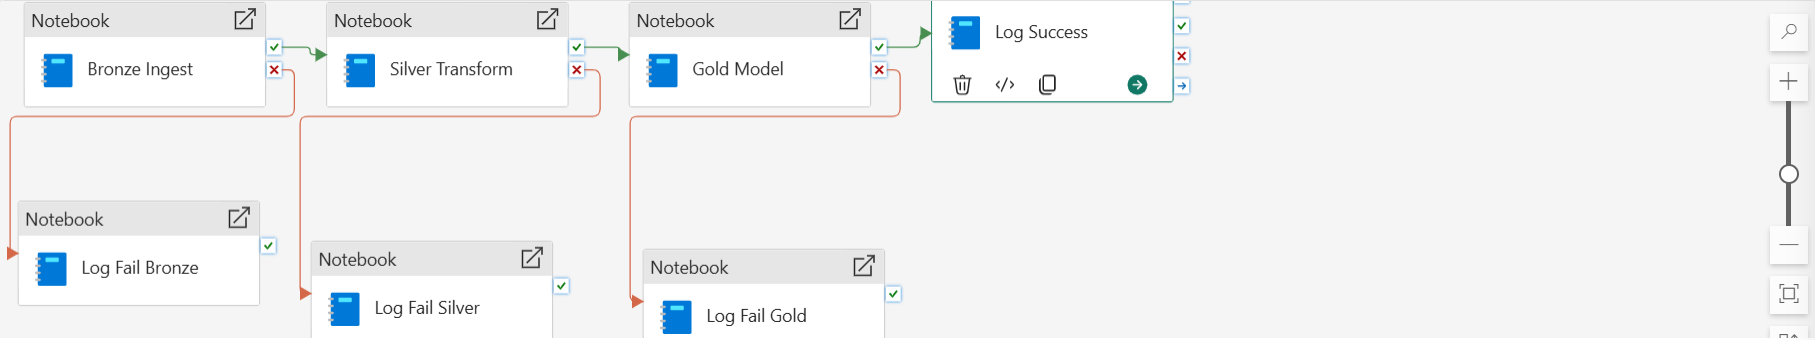 Notebook
Notebook
Notebook
Log Success
Bronze Ingest
Silver Transform
Gold Model
</>
Notebook
Log Fail Bronze
Notebook
Log Fail Silver
Notebook
Log Fail Gold